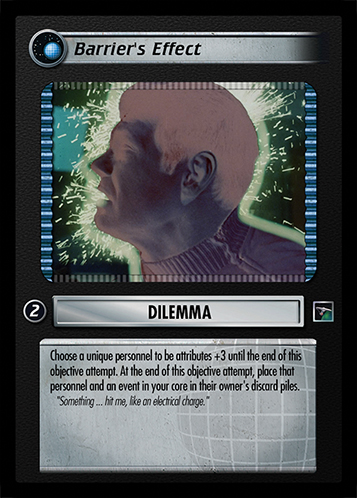 Barrier's Effect
2
DILEMMA
Choose a unique personnel to be attributes +3 until the end of this
objective attempt. At the end of this objective attempt, place that
personnel and an event in your core in their owner's discard piles.
"Something ... hit me, like an electrical charge."